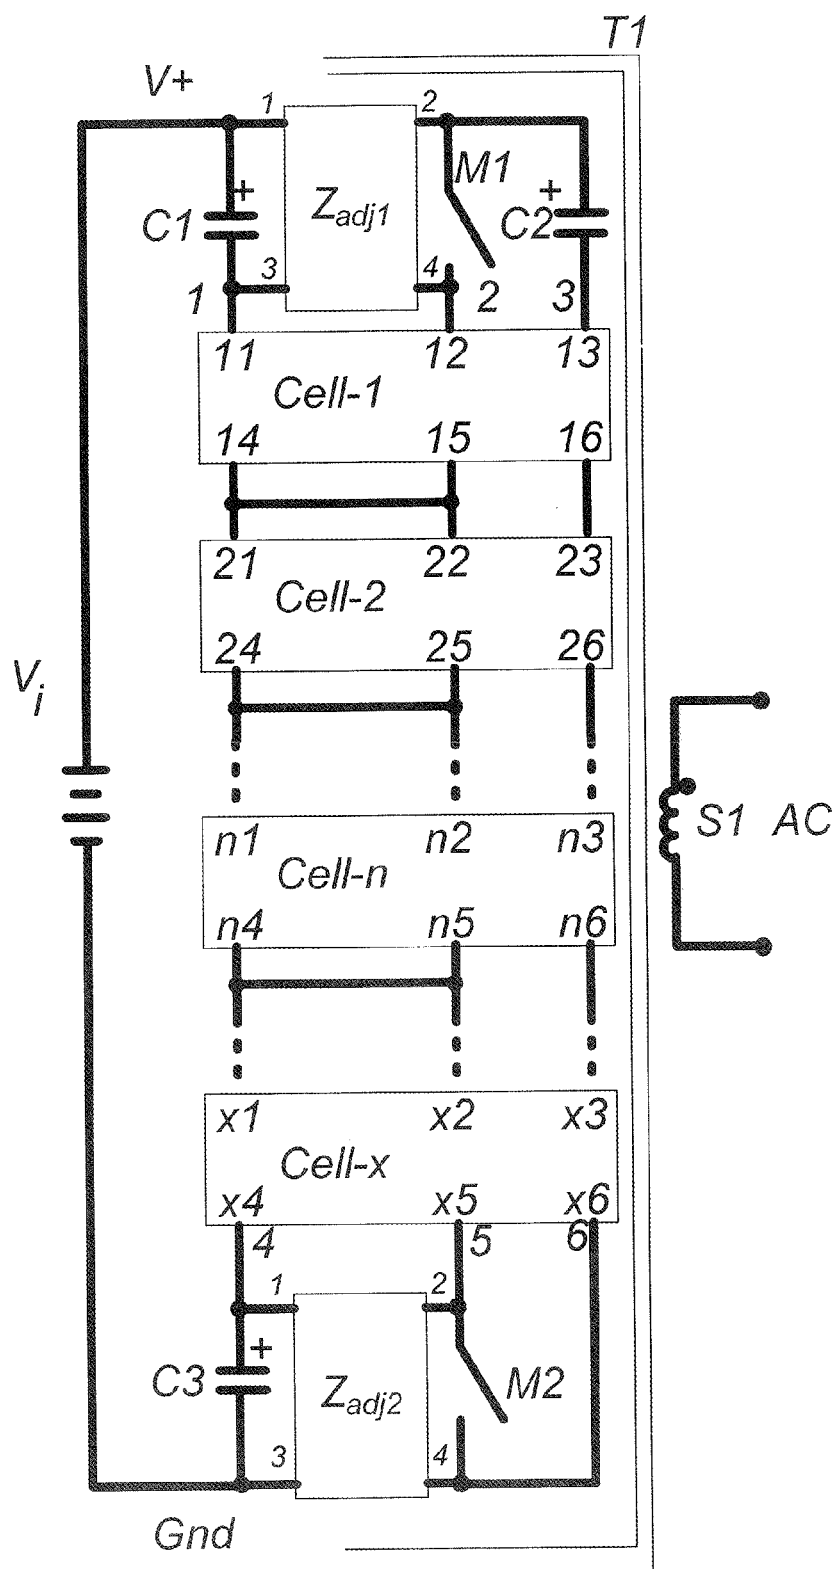 T1
V+
1 2
+ Zadj1 M1 +
C1 C2
3 4
1 2 3
11 12 13
Cell-1
14 15 16
21 22 23
Cell-2
24 25 26
Vi
n1 n2 n3
S1 AC
Cell-n
n4 n5 n6
x1 x2 x3
Cell-x
x4 x5 x6
4 5 6
1 2
+
C3 Zadj2 M2
3 4
Gnd